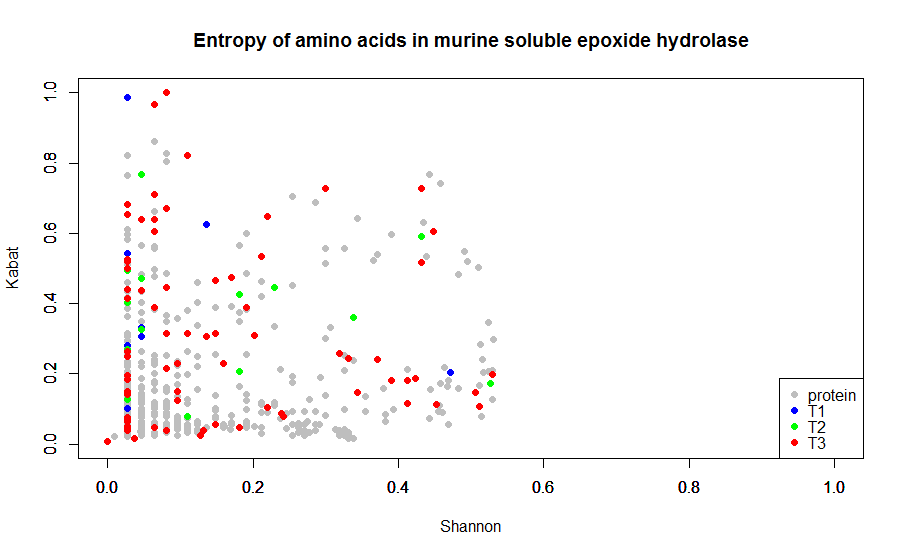 Entropy of amino acids in murine soluble epoxide hydrolase
Kabat
1.0
0.8
0.6
0.4
0.2
0.0
protein
T1
T2
T3
0.0 0.2 0.4 0.6 0.8 1.0
Shannon